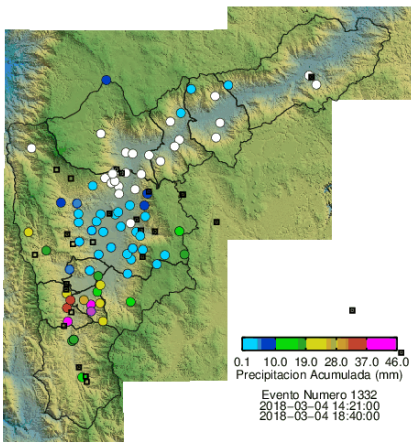 0.1 10.0 19.0 28.0 37.0 46.0
Precipitacion Acumulada (mm)
Evento Numero 1332
2018-03-04 14:21:00
2018-03-04 18:40:00